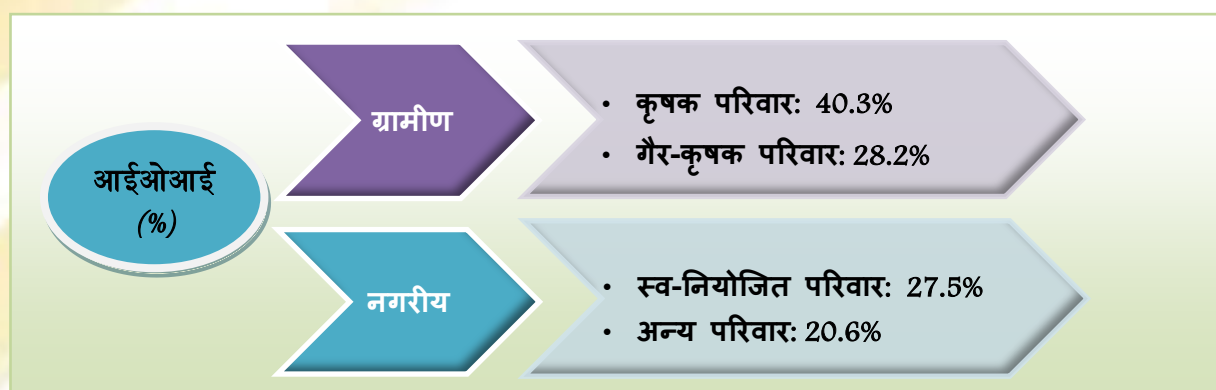 आईओआई
(%)
ग्रामीण
• कृषक परिवार: 40.3%
• गैर-कृषक परिवार: 28.2%
नगरीय
• स्व-नियोजित परिवार: 27.5%
• अन्य परिवार: 20.6%